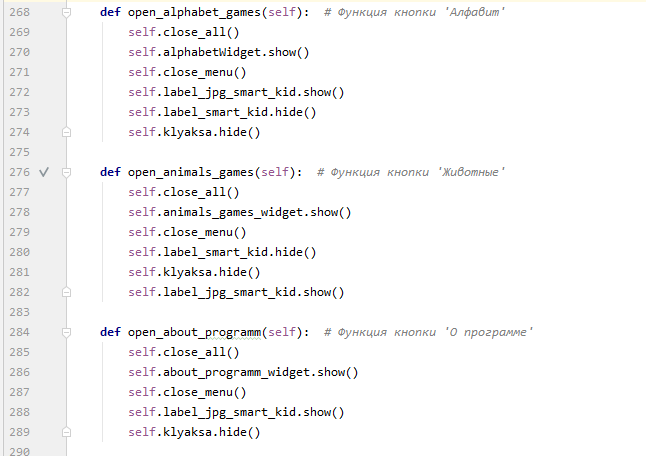 268 def open_alphabet_games(self):  # Функция кнопки 'Алфавит'
269 self.close_all()
270 self.alphabetWidget.show()
271 self.close_menu()
272 self.label_jpg_smart_kid.show()
273 self.label_smart_kid.hide()
274 self.klyaksa.hide()
275
276 def open_animals_games(self):  # Функция кнопки 'Животные'
277 self.close_all()
278 self.animals_games_widget.show()
279 self.close_menu()
280 self.label_smart_kid.hide()
281 self.klyaksa.hide()
282 self.label_jpg_smart_kid.show()
283
284 def open_about_programm(self):  # Функция кнопки 'О программе'
285 self.close_all()
286 self.about_programm_widget.show()
287 self.close_menu()
288 self.label_jpg_smart_kid.show()
289 self.klyaksa.hide()
290